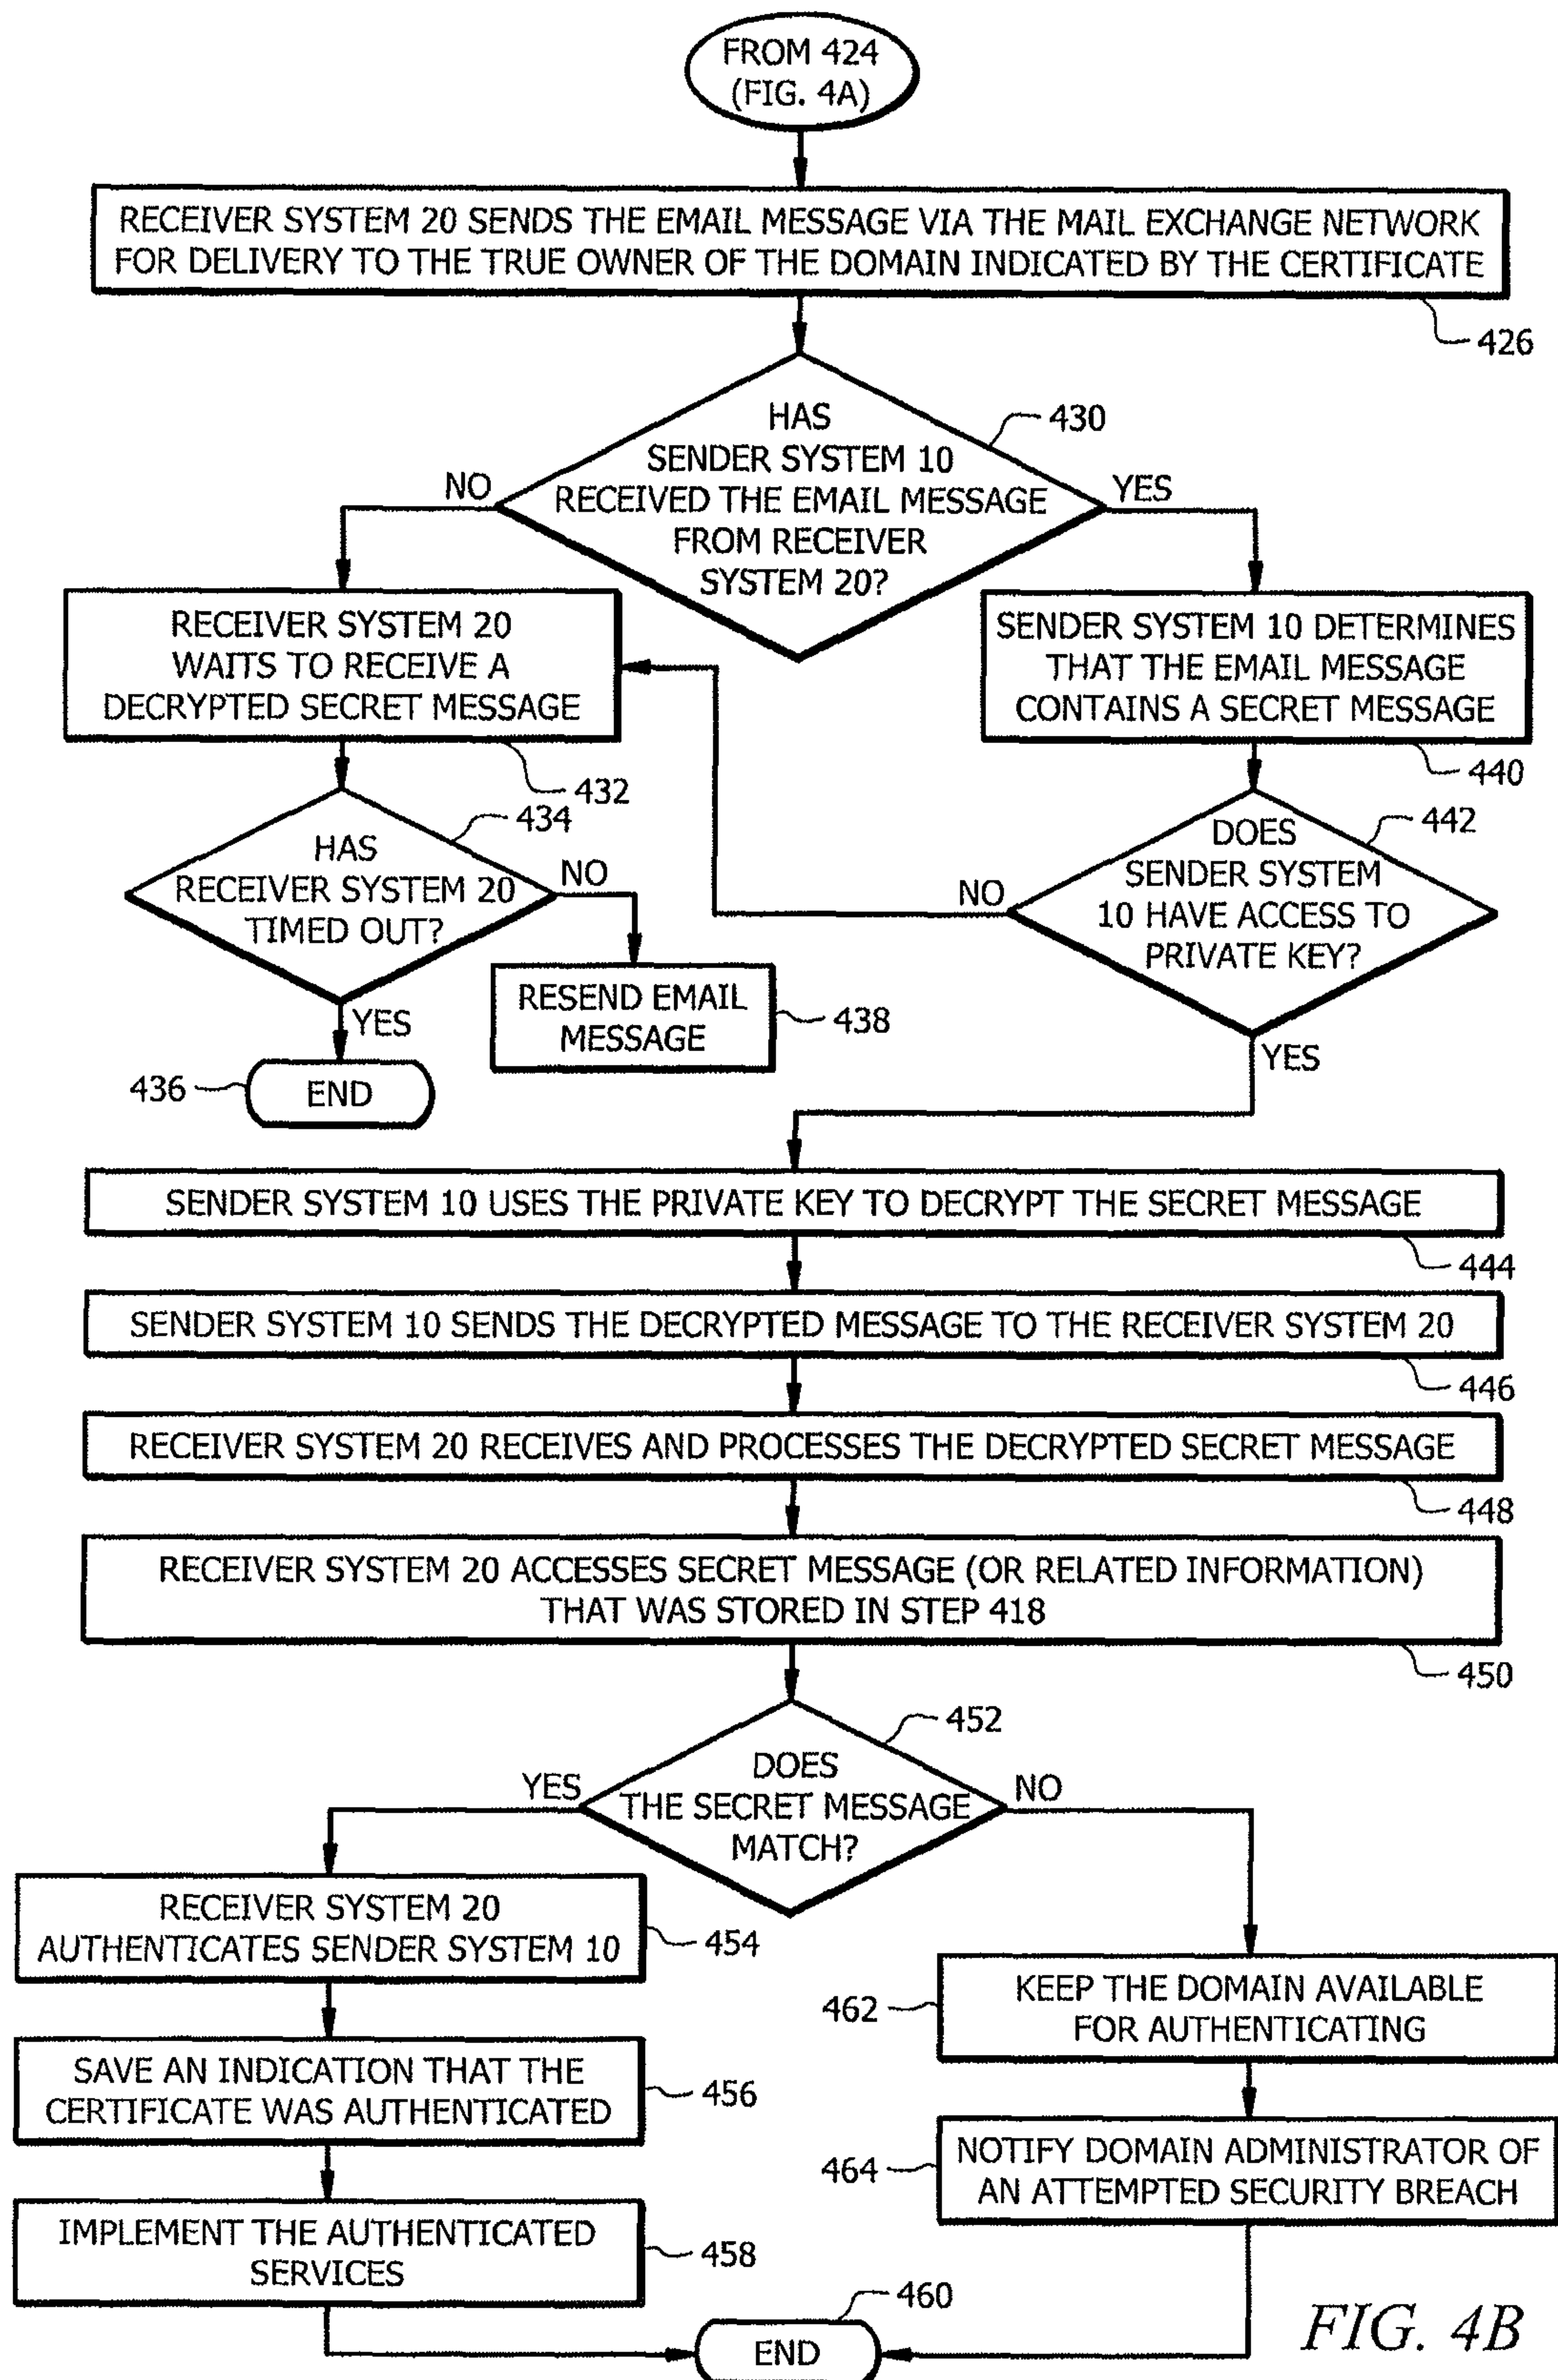 FROM 424
(FIG. 4A)
RECEIVER SYSTEM 20 SENDS THE EMAIL MESSAGE VIA THE MAIL EXCHANGE NETWORK
FOR DELIVERY TO THE TRUE OWNER OF THE DOMAIN INDICATED BY THE CERTIFICATE
426
HAS
SENDER SYSTEM 10
RECEIVED THE EMAIL MESSAGE
FROM RECEIVER
SYSTEM 20?
430
NO
YES
RECEIVER SYSTEM 20
WAITS TO RECEIVE A
DECRYPTED SECRET MESSAGE
432
SENDER SYSTEM 10 DETERMINES
THAT THE EMAIL MESSAGE
CONTAINS A SECRET MESSAGE
440
HAS
RECEIVER SYSTEM 20
TIMED OUT?
434
NO
YES
RESEND EMAIL
MESSAGE
438
436
END
DOES
SENDER SYSTEM
10 HAVE ACCESS TO
PRIVATE KEY?
442
NO
YES
SENDER SYSTEM 10 USES THE PRIVATE KEY TO DECRYPT THE SECRET MESSAGE
444
SENDER SYSTEM 10 SENDS THE DECRYPTED MESSAGE TO THE RECEIVER SYSTEM 20
446
RECEIVER SYSTEM 20 RECEIVES AND PROCESSES THE DECRYPTED SECRET MESSAGE
448
RECEIVER SYSTEM 20 ACCESSES SECRET MESSAGE (OR RELATED INFORMATION)
THAT WAS STORED IN STEP 418
450
DOES
THE SECRET MESSAGE
MATCH?
452
YES
NO
RECEIVER SYSTEM 20
AUTHENTICATES SENDER SYSTEM 10
454
SAVE AN INDICATION THAT THE
CERTIFICATE WAS AUTHENTICATED
456
IMPLEMENT THE AUTHENTICATED
SERVICES
458
462
KEEP THE DOMAIN AVAILABLE
FOR AUTHENTICATING
464
NOTIFY DOMAIN ADMINISTRATOR OF
AN ATTEMPTED SECURITY BREACH
460
END
FIG. 4B